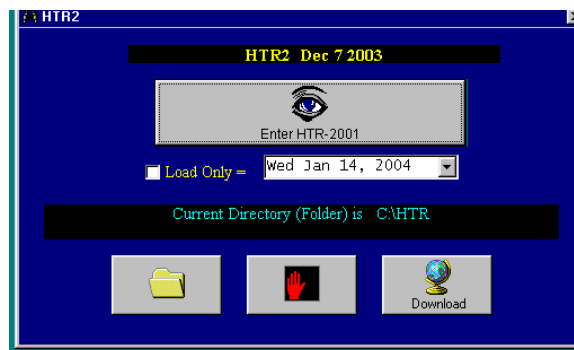 HTR2
HTR2 Dec 7 2003
Enter HTR-2001
Load Only = Wed Jan 14, 2004
Current Directory (Folder) is C:\HTR
Download